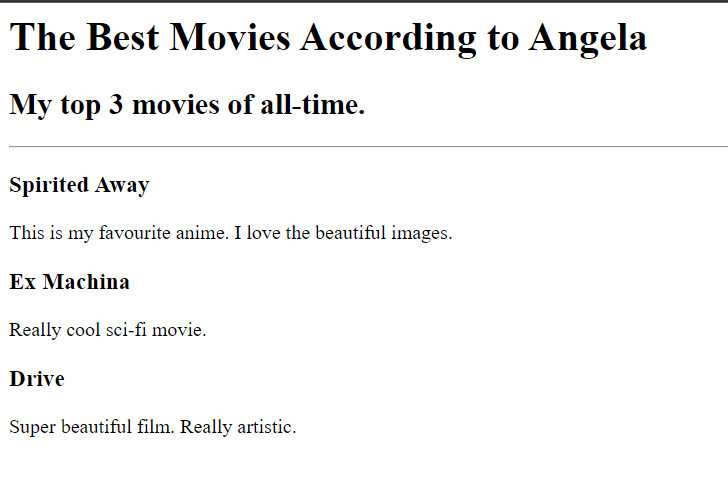 The Best Movies According to Angela
My top 3 movies of all-time.
Spirited Away
This is my favourite anime. I love the beautiful images.
Ex Machina
Really cool sci-fi movie.
Drive
Super beautiful film. Really artistic.